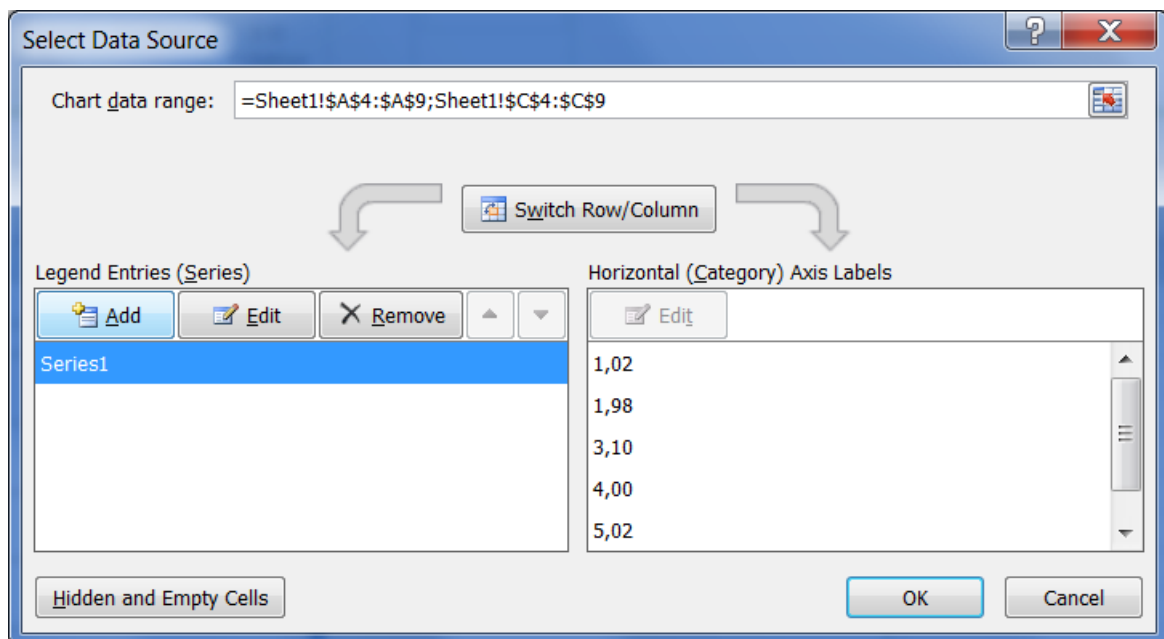 Select Data Source
Chart data range: =Sheet1!$A$4:$A$9;Sheet1!$C$4:$C$9
Switch Row/Column
Legend Entries (Series)
Add Edit Remove
Series1
Horizontal (Category) Axis Labels
Edit
1,02
1,98
3,10
4,00
5,02
Hidden and Empty Cells OK Cancel